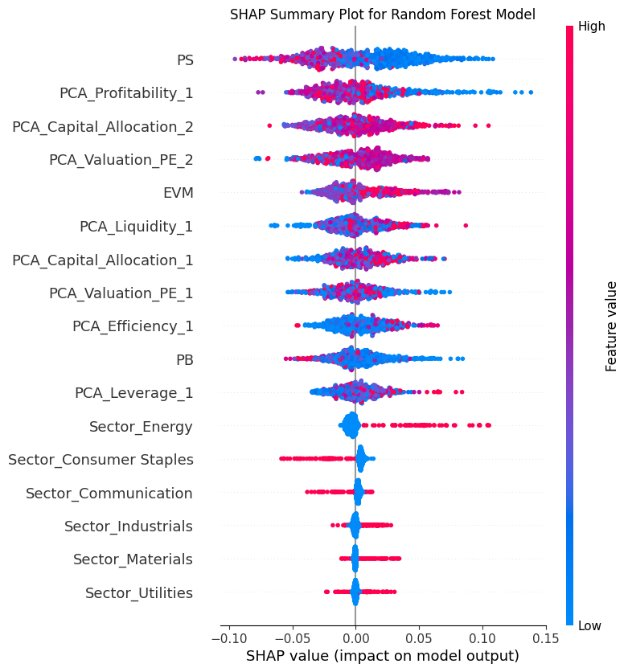 SHAP Summary Plot for Random Forest Model
High
PS
PCA_Profitability_1
PCA_Capital_Allocation_2
PCA_Valuation_PE_2
EVM
PCA_Liquidity_1
PCA_Capital_Allocation_1
PCA_Valuation_PE_1
PCA_Efficiency_1
PB
PCA_Leverage_1
Sector_Energy
Sector_Consumer Staples
Sector_Communication
Sector_Industrials
Sector_Materials
Sector_Utilities
Feature value
Low
−0.10 −0.05 0.00 0.05 0.10 0.15
SHAP value (impact on model output)